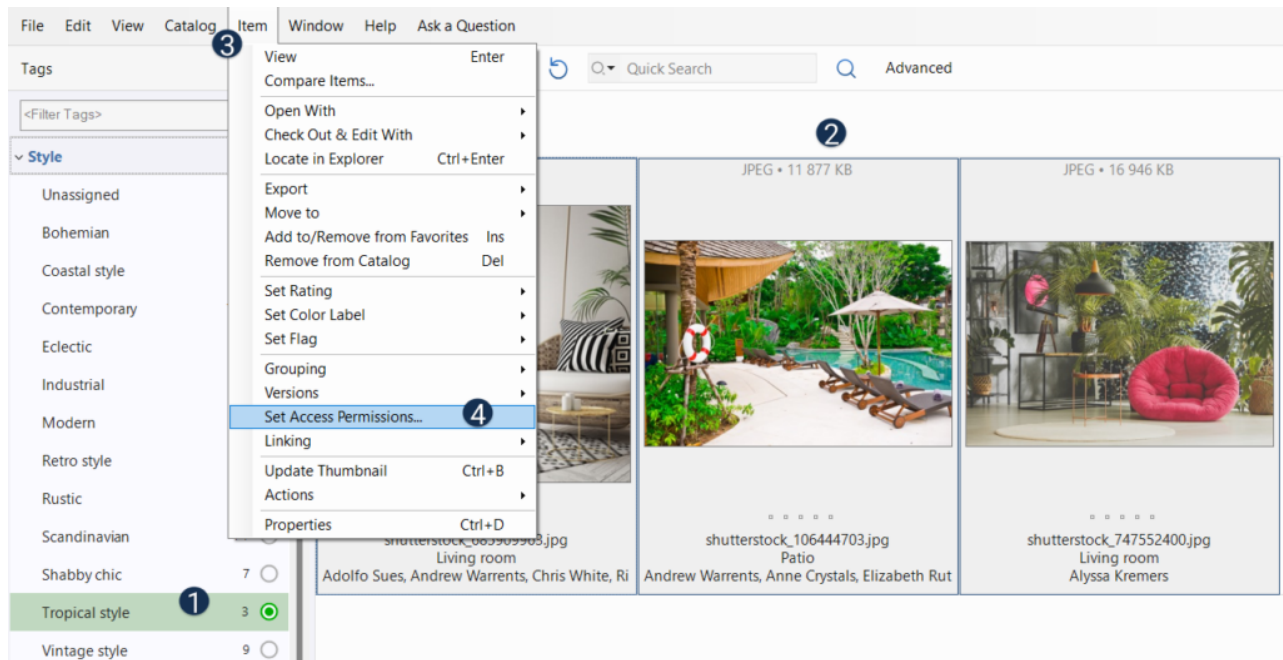 File Edit View Catalog Item Window Help Ask a Question
3
Tags
Quick Search
Advanced
<Filter Tags>
Style
Unassigned
Bohemian
Coastal style
Contemporary
Eclectic
Industrial
Modern
Retro style
Rustic
Scandinavian
Shabby chic 7
Tropical style 1 3
Vintage style 9
View Enter
Compare Items...
Open With
Check Out & Edit With
Locate in Explorer Ctrl+Enter
Export
Move to
Add to/Remove from Favorites Ins
Remove from Catalog Del
Set Rating
Set Color Label
Set Flag
Grouping
Versions
Set Access Permissions... 4
Linking
Update Thumbnail Ctrl+B
Actions
Properties Ctrl+D
2
JPEG • 11 877 KB
JPEG • 16 946 KB
shutterstock_685909963.jpg
Living room
Adolfo Sues, Andrew Warrents, Chris White, Ri
shutterstock_106444703.jpg
Patio
Andrew Warrents, Anne Crystals, Elizabeth Rut
shutterstock_747552400.jpg
Living room
Alyssa Kremers